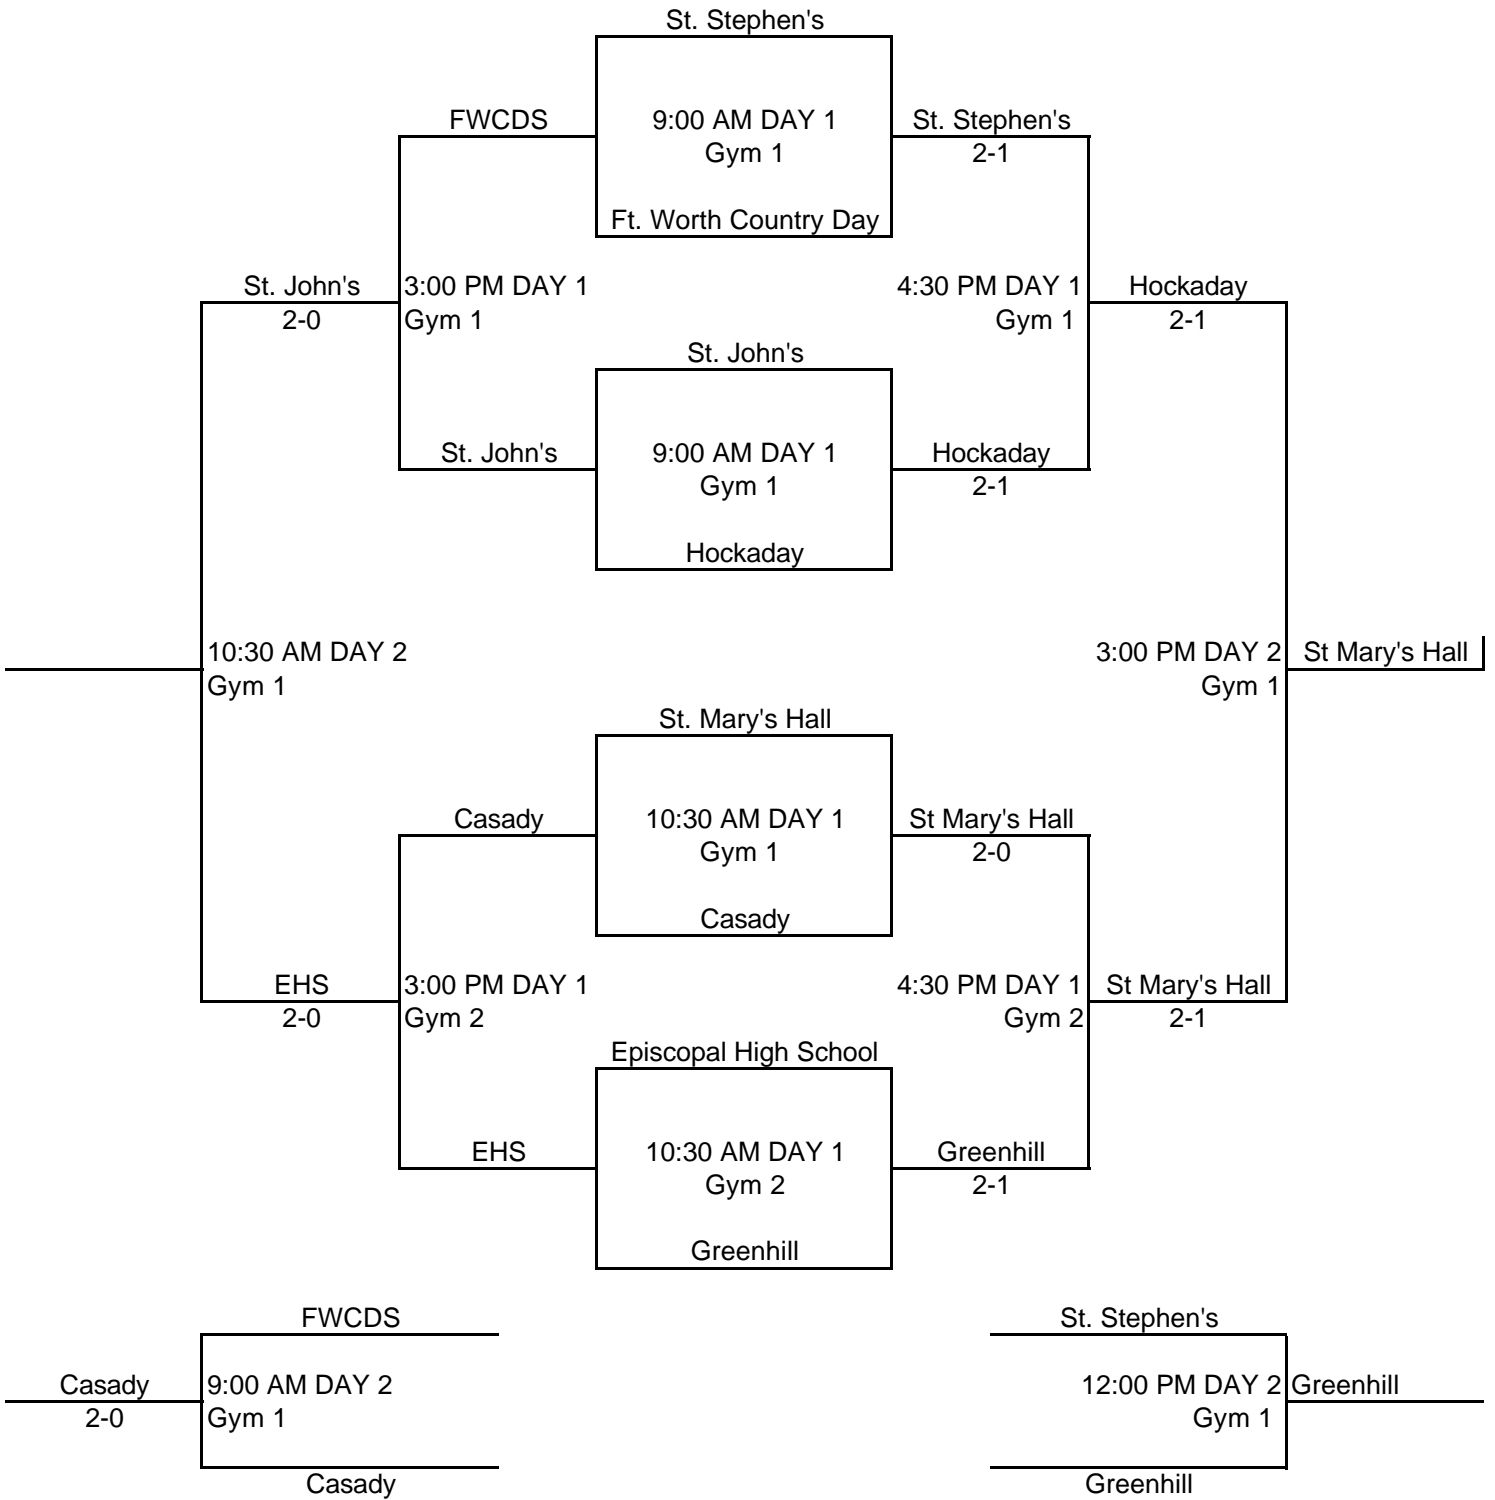 St. Stephen's
FWCDS
9:00 AM DAY 1
St. Stephen's
Gym 1
2-1
Ft. Worth Country Day
St. John's
3:00 PM DAY 1
4:30 PM DAY 1
Hockaday
2-0
Gym 1
Gym 1
2-1
St. John's
St. John's
9:00 AM DAY 1
Hockaday
Gym 1
2-1
Hockaday
10:30 AM DAY 2
3:00 PM DAY 2
St Mary's Hall
Gym 1
Gym 1
St. Mary's Hall
Casady
10:30 AM DAY 1
St Mary's Hall
Gym 1
2-0
Casady
EHS
3:00 PM DAY 1
4:30 PM DAY 1
St Mary's Hall
2-0
Gym 2
Gym 2
2-1
Episcopal High School
EHS
10:30 AM DAY 1
Greenhill
Gym 2
2-1
Greenhill
FWCDS
St. Stephen's
Casady
9:00 AM DAY 2
12:00 PM DAY 2
Greenhill
2-0
Gym 1
Gym 1
Casady
Greenhill